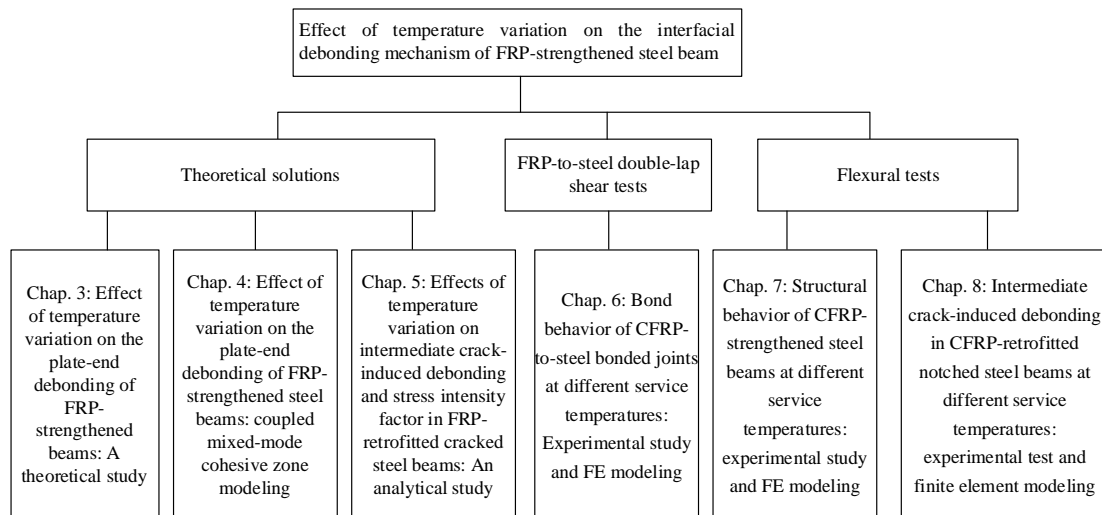 Effect of temperature variation on the interfacial
debonding mechanism of FRP-strengthened steel beam
Theoretical solutions
FRP-to-steel double-lap
shear tests
Flexural tests
Chap. 3: Effect
of temperature
variation on the
plate-end
debonding of
FRP-
strengthened
beams: A
theoretical study
Chap. 4: Effect of
temperature
variation on the
plate-end
debonding of FRP-
strengthened steel
beams: coupled
mixed-mode
cohesive zone
modeling
Chap. 5: Effects of
temperature
variation on
intermediate crack-
induced debonding
and stress intensity
factor in FRP-
retrofitted cracked
steel beams: An
analytical study
Chap. 6: Bond
behavior of CFRP-
to-steel bonded joints
at different service
temperatures:
Experimental study
and FE modeling
Chap. 7: Structural
behavior of CFRP-
strengthened steel
beams at different
service
temperatures:
experimental study
and FE modeling
Chap. 8: Intermediate
crack-induced debonding
in CFRP-retrofitted
notched steel beams at
different service
temperatures:
experimental test and
finite element modeling